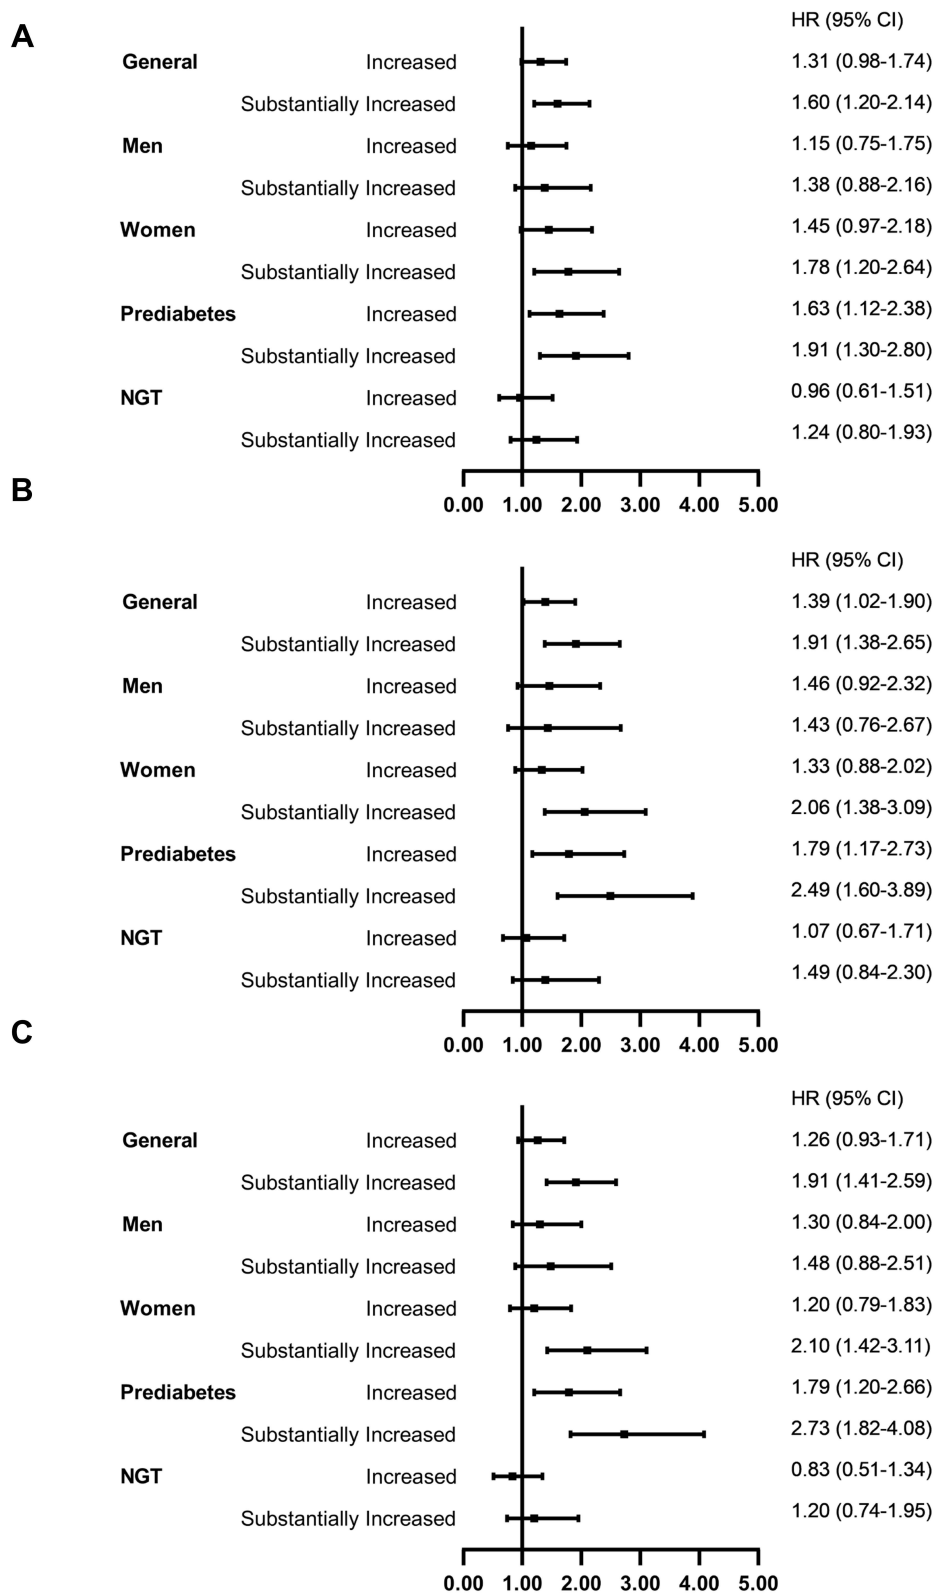 A
HR (95% CI)
General Increased 1.31 (0.98-1.74)
Substantially Increased 1.60 (1.20-2.14)
Men Increased 1.15 (0.75-1.75)
Substantially Increased 1.38 (0.88-2.16)
Women Increased 1.45 (0.97-2.18)
Substantially Increased 1.78 (1.20-2.64)
Prediabetes Increased 1.63 (1.12-2.38)
Substantially Increased 1.91 (1.30-2.80)
NGT Increased 0.96 (0.61-1.51)
Substantially Increased 1.24 (0.80-1.93)
0.00 1.00 2.00 3.00 4.00 5.00
B
HR (95% CI)
General Increased 1.39 (1.02-1.90)
Substantially Increased 1.91 (1.38-2.65)
Men Increased 1.46 (0.92-2.32)
Substantially Increased 1.43 (0.76-2.67)
Women Increased 1.33 (0.88-2.02)
Substantially Increased 2.06 (1.38-3.09)
Prediabetes Increased 1.79 (1.17-2.73)
Substantially Increased 2.49 (1.60-3.89)
NGT Increased 1.07 (0.67-1.71)
Substantially Increased 1.49 (0.84-2.30)
0.00 1.00 2.00 3.00 4.00 5.00
C
HR (95% CI)
General Increased 1.26 (0.93-1.71)
Substantially Increased 1.91 (1.41-2.59)
Men Increased 1.30 (0.84-2.00)
Substantially Increased 1.48 (0.88-2.51)
Women Increased 1.20 (0.79-1.83)
Substantially Increased 2.10 (1.42-3.11)
Prediabetes Increased 1.79 (1.20-2.66)
Substantially Increased 2.73 (1.82-4.08)
NGT Increased 0.83 (0.51-1.34)
Substantially Increased 1.20 (0.74-1.95)
0.00 1.00 2.00 3.00 4.00 5.00